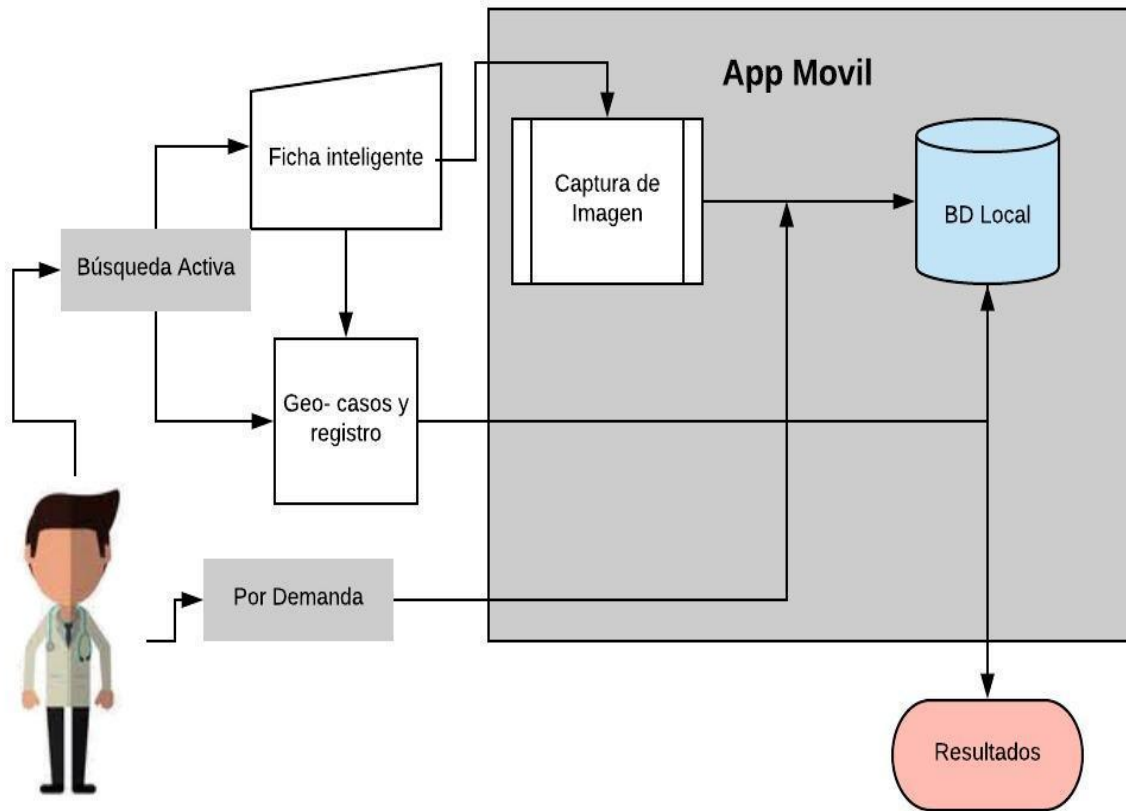 App Movil
Ficha inteligente
Captura de
Imagen
BD Local
Búsqueda Activa
Geo- casos y
registro
Por Demanda
Resultados